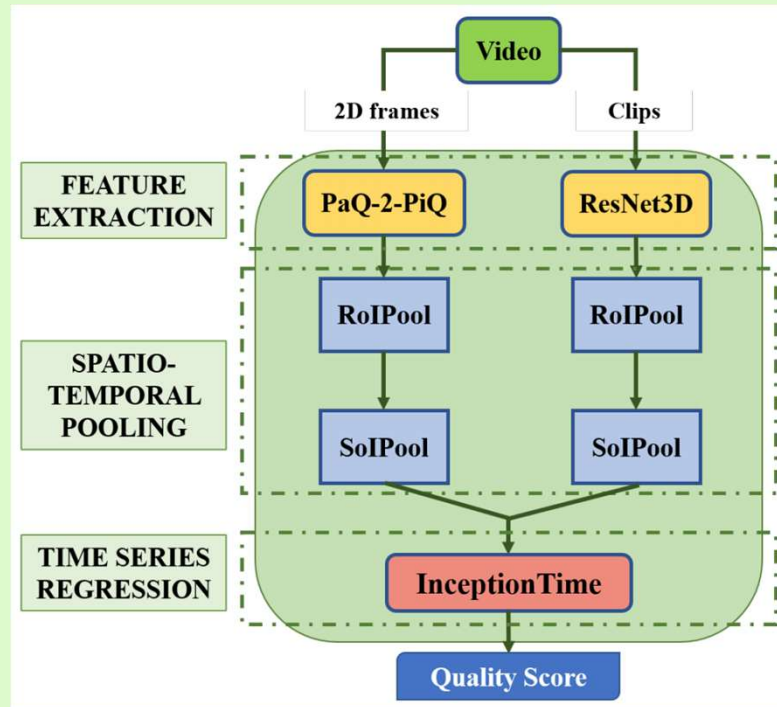 Video
2D frames
Clips
FEATURE
EXTRACTION
PaQ-2-PiQ
ResNet3D
SPATIO-
TEMPORAL
POOLING
RoIPool
RoIPool
SoIPool
SoIPool
TIME SERIES
REGRESSION
InceptionTime
Quality Score